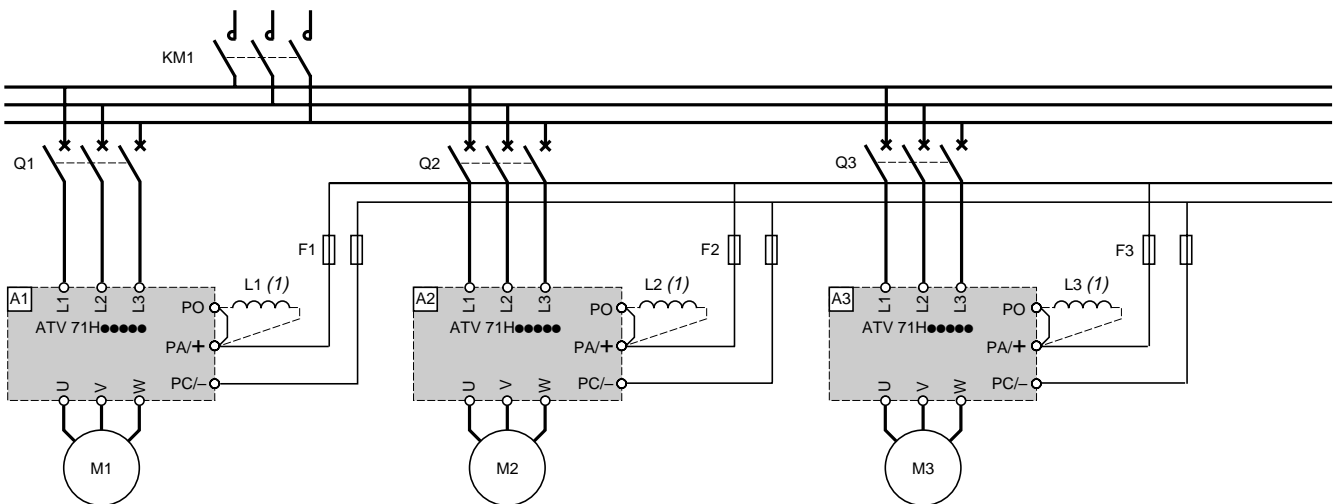 KM1
Q1
Q2
Q3
F1
F2
F3
A1
L1
L2
L3
PO
L1 (1)
ATV 71H●●●●●
PA/+
PC/–
U
V
W
M1
A2
L1
L2
L3
PO
L2 (1)
ATV 71H●●●●●
PA/+
PC/–
U
V
W
M2
A3
L1
L2
L3
PO
L3 (1)
ATV 71H●●●●●
PA/+
PC/–
U
V
W
M3